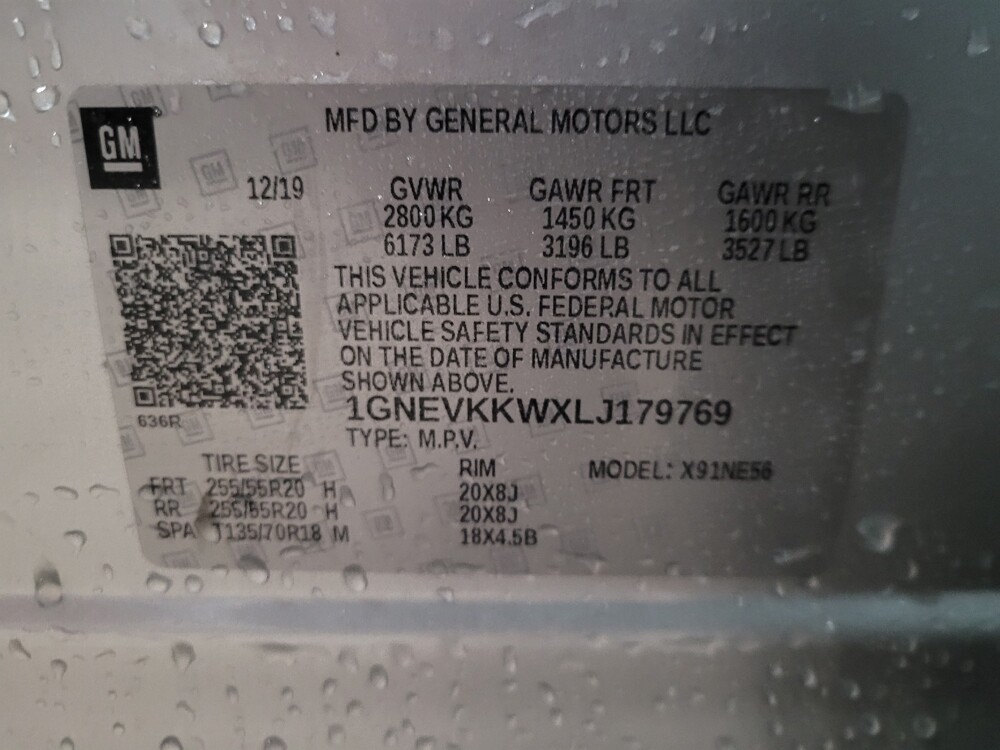 GM
MFD BY GENERAL MOTORS LLC
12/19 GVWR GAWR FRT GAWR RR
2800 KG 1450 KG 1600 KG
6173 LB 3196 LB 3527 LB
THIS VEHICLE CONFORMS TO ALL
APPLICABLE U.S. FEDERAL MOTOR
VEHICLE SAFETY STANDARDS IN EFFECT
ON THE DATE OF MANUFACTURE
SHOWN ABOVE.
636R
1GNEVKKWXLJ179769
TYPE: M.P.V.
TIRE SIZE RIM MODEL: X91NE56
FRT 255/55R20 H 20X8J
RR 255/55R20 H 20X8J
SPA T135/70R18 M 18X4.5B